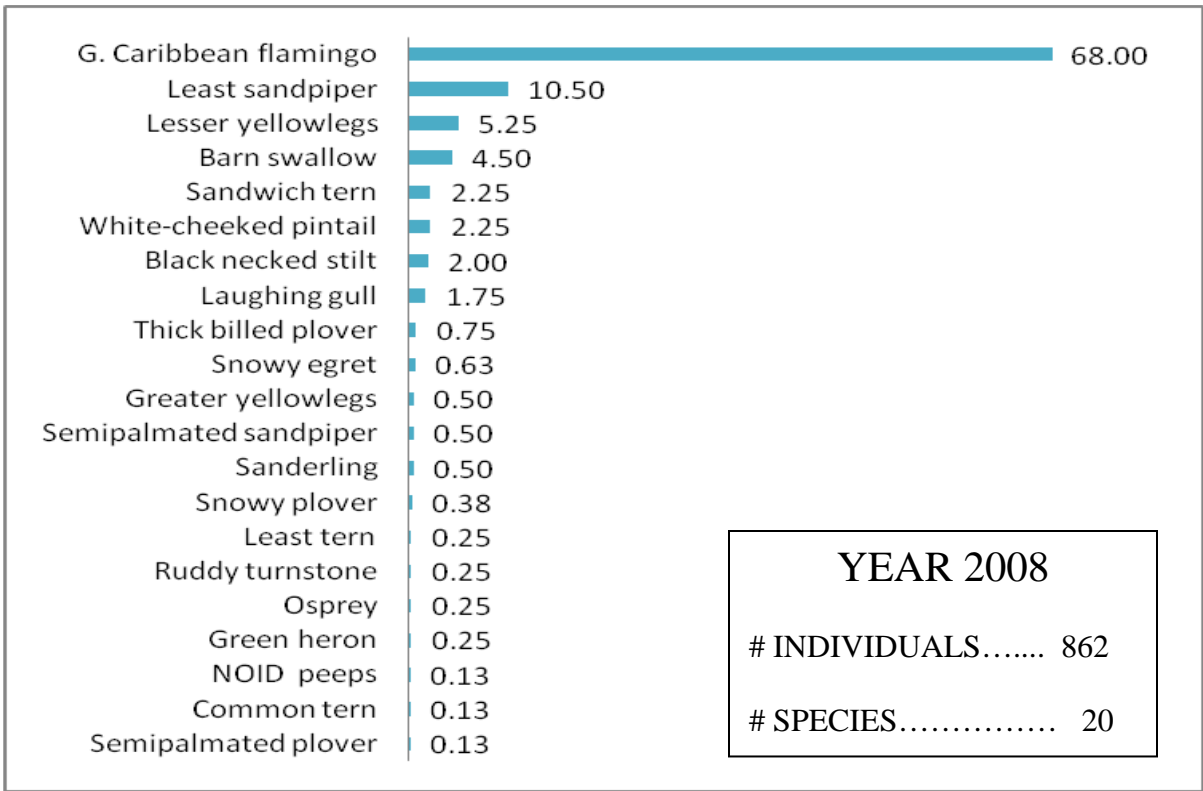 G. Caribbean flamingo 68.00
Least sandpiper 10.50
Lesser yellowlegs 5.25
Barn swallow 4.50
Sandwich tern 2.25
White-cheeked pintail 2.25
Black necked stilt 2.00
Laughing gull 1.75
Thick billed plover 0.75
Snowy egret 0.63
Greater yellowlegs 0.50
Semipalmated sandpiper 0.50
Sanderling 0.50
Snowy plover 0.38
Least tern 0.25
Ruddy turnstone 0.25
Osprey 0.25
Green heron 0.25
NOID peeps 0.13
Common tern 0.13
Semipalmated plover 0.13
YEAR 2008
# INDIVIDUALS….... 862
# SPECIES…………… 20